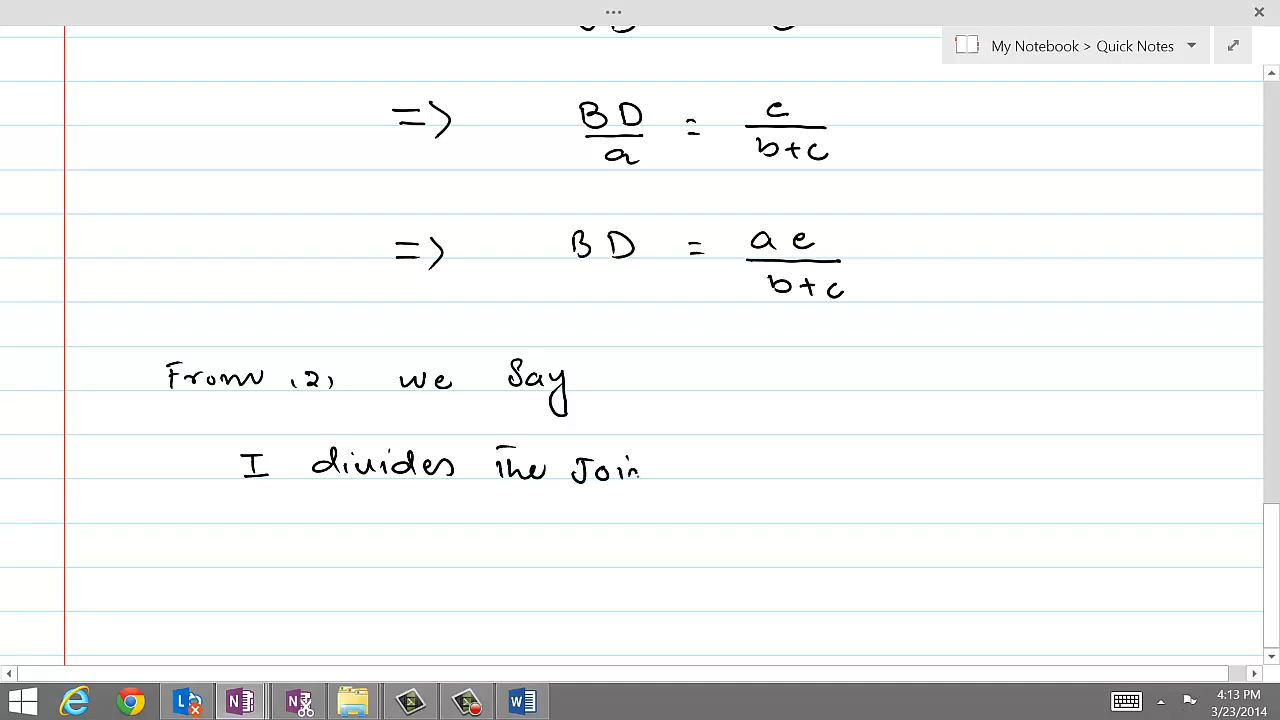 My Notebook > Quick Notes
=> BD/a = c/b+c
=> BD = a c/b+c
From (2) we Say
I divides the Join
4:13 PM
3/23/2014